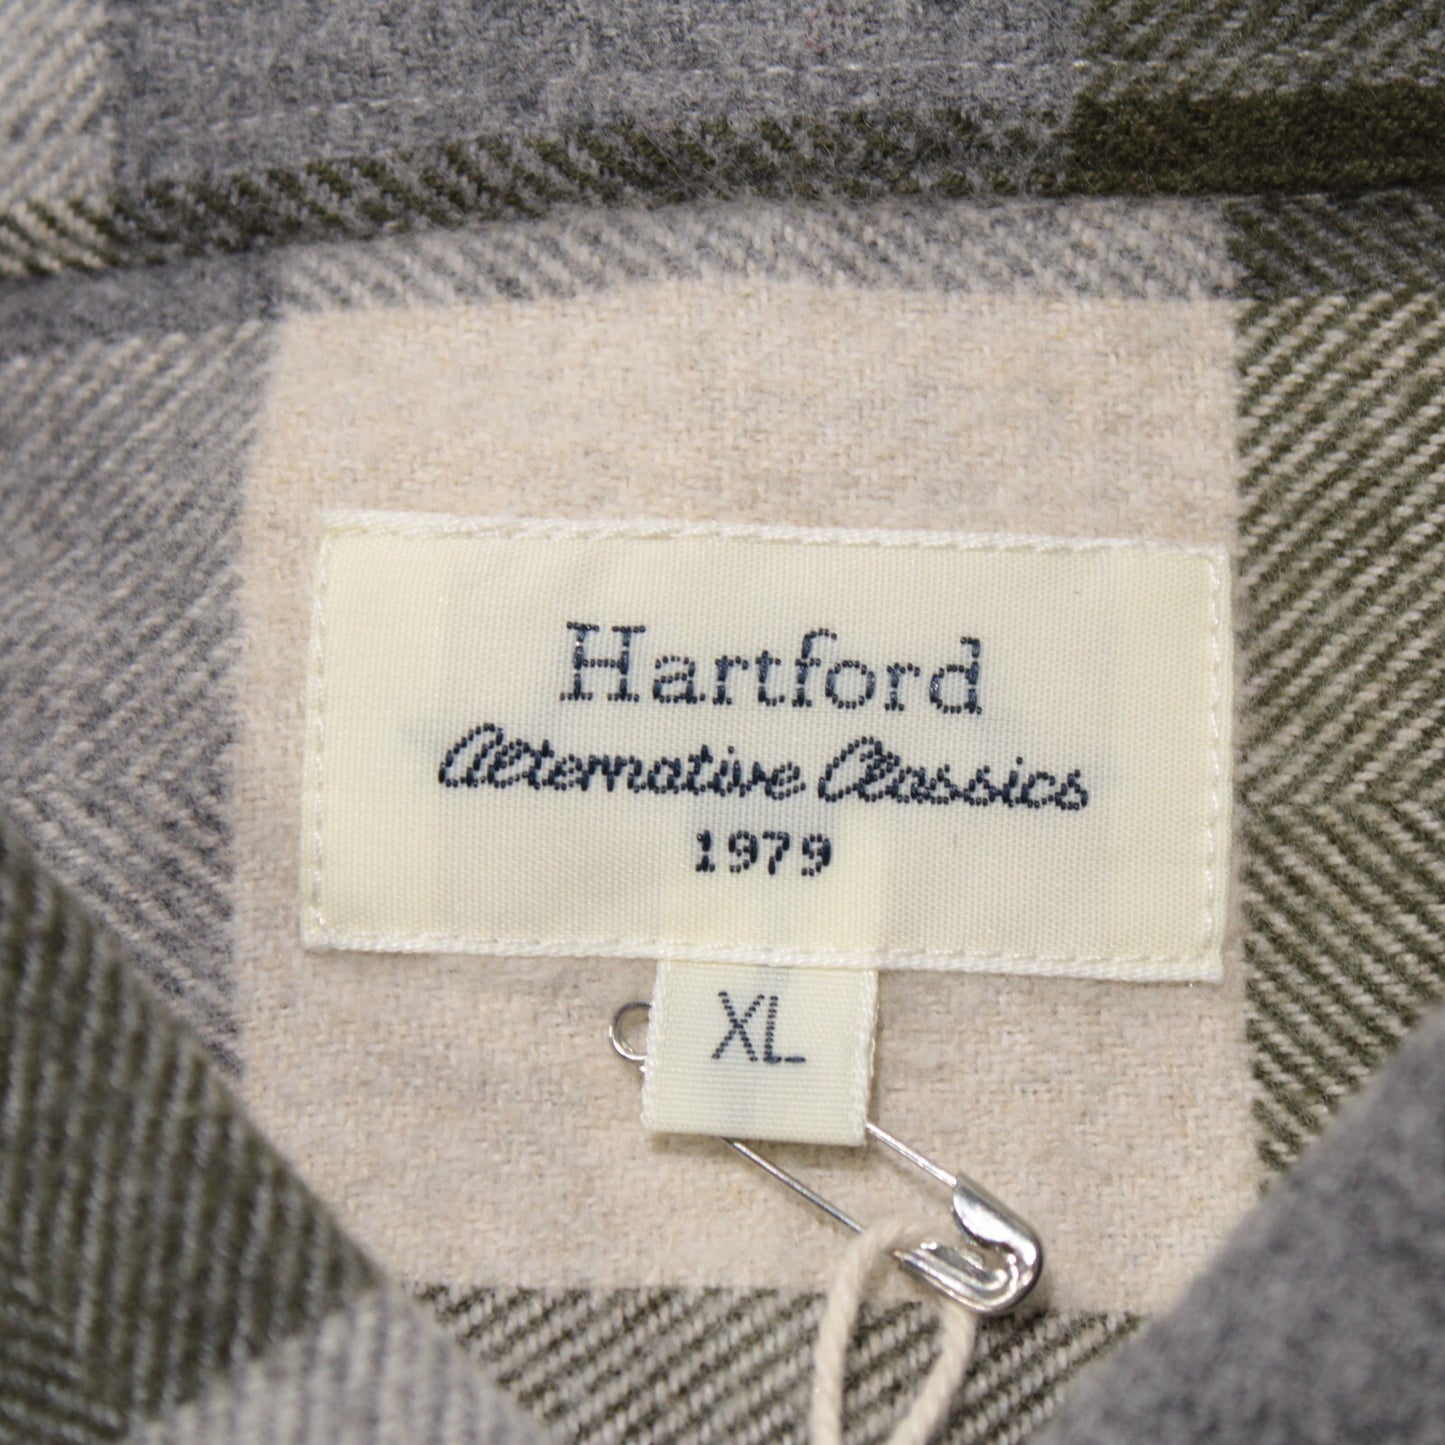 Hartford
Alternative Classics
1979
XL